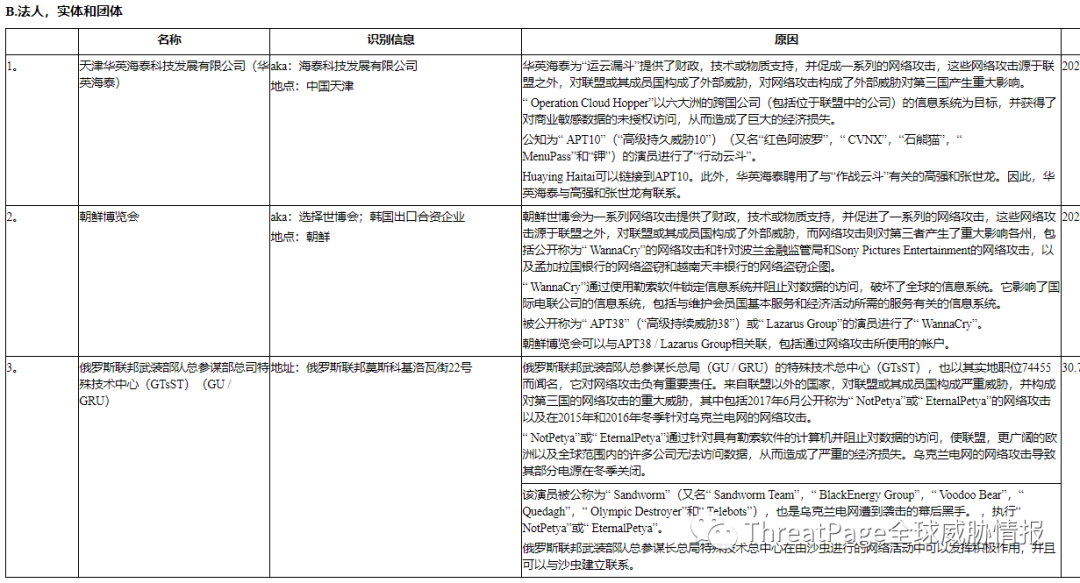 B.法人，实体和团体
名称
识别信息
原因
1。
天津华英海泰科技发展有限公司（华
英海泰）
aka：海泰科技发展有限公司
地点：中国天津
华英海泰为“运云漏斗”提供了财政，技术或物质支持，并促成一系列的网络攻击，这些网络攻击源于联
盟之外，对联盟或其成员国构成了外部威胁，对网络攻击构成了外部威胁对第三国产生重大影响。
“ Operation Cloud Hopper”以六大洲的跨国公司（包括位于联盟中的公司）的信息系统为目标，并获得了
对商业敏感数据的未授权访问，从而造成了巨大的经济损失。
公知为“ APT10”（“高级持久威胁10”）（又名“红色阿波罗”，“ CVNX”，“石熊猫”，“
MenuPass”和“钾”）的演员进行了“行动云斗”。
Huaying Haitai可以链接到APT10。此外，华英海泰聘用了与“作战云斗”有关的高强和张世龙。因此，华
英海泰与高强和张世龙有联系。
202
2。
朝鲜博览会
aka：选择世博会；韩国出口合资企业
地点：朝鲜
朝鲜世博会为一系列网络攻击提供了财政，技术或物质支持，并促进了一系列的网络攻击，这些网络攻
击源于联盟之外，对联盟或其成员国构成了外部威胁，而网络攻击则对第三者产生了重大影响各州，包
括公开称为“ WannaCry”的网络攻击和针对波兰金融监管局和Sony Pictures Entertainment的网络攻击，以
及孟加拉国银行的网络盗窃和越南天丰银行的网络盗窃企图。
“ WannaCry”通过使用勒索软件锁定信息系统并阻止对数据的访问，破坏了全球的信息系统。它影响了国
际电联公司的信息系统，包括与维护会员国基本服务和经济活动所需的服务有关的信息系统。
被公开称为“ APT38”（“高级持续威胁38”）或“ Lazarus Group”的演员进行了“ WannaCry”。
朝鲜博览会可以与APT38 / Lazarus Group相关联，包括通过网络攻击所使用的帐户。
202
3。
俄罗斯联邦武装部队总参谋部总司特
殊技术中心（GTsST）（GU /
GRU）
地址：俄罗斯联邦莫斯科基洛瓦街22号
俄罗斯联邦武装部队总参谋长总局（GU / GRU）的特殊技术总中心（GTsST），也以其实地职位74455
而闻名，它对网络攻击负有重要责任。来自联盟以外的国家，对联盟或其成员国构成严重威胁，并构成
对第三国的网络攻击的重大威胁，其中包括2017年6月公开称为“ NotPetya”或“ EternalPetya”的网络攻击
以及在2015年和2016年冬季针对乌克兰电网的网络攻击。
“ NotPetya”或“ EternalPetya”通过针对具有勒索软件的计算机并阻止对数据的访问，使联盟，更广阔的欧
洲以及全球范围内的许多公司无法访问数据，从而造成了严重的经济损失。乌克兰电网的网络攻击导致
其部分电源在冬季关闭。
该演员被公称为“ Sandworm”（又名“ Sandworm Team”，“ BlackEnergy Group”，“ Voodoo Bear”，“
Quedagh”，“ Olympic Destroyer”和“ Telebots”），也是乌克兰电网遭到袭击的幕后黑手。，执行“
NotPetya”或“ EternalPetya”。
俄罗斯联邦武装部队总参谋长总局特殊技术总中心在由沙虫进行的网络活动中可以发挥积极作用，并且
可以与沙虫建立联系。
30.7
ThreatPage全球威胁情报